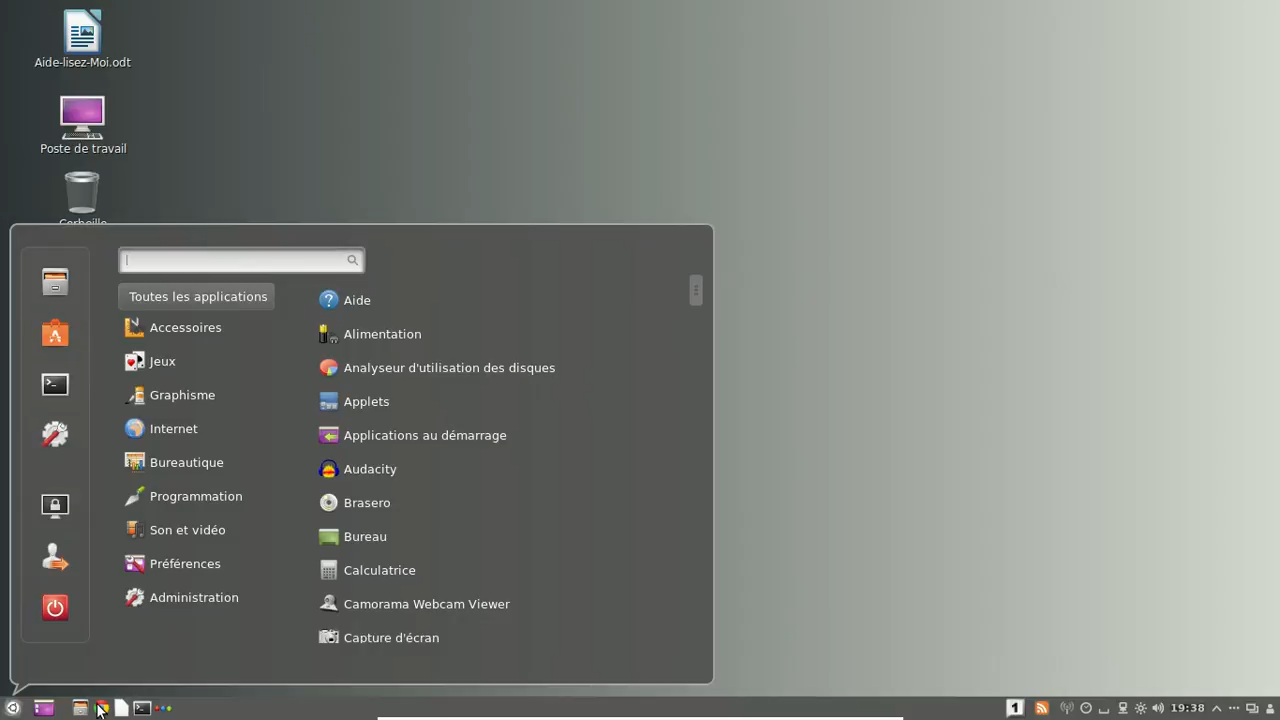 Aide-lisez-Moi.odt
Poste de travail
Corbeille
Toutes les applications
Accessoires
Jeux
Graphisme
Internet
Bureautique
Programmation
Son et vidéo
Préférences
Administration
Aide
Alimentation
Analyseur d'utilisation des disques
Applets
Applications au démarrage
Audacity
Brasero
Bureau
Calculatrice
Camorama Webcam Viewer
Capture d'écran
1
19:38